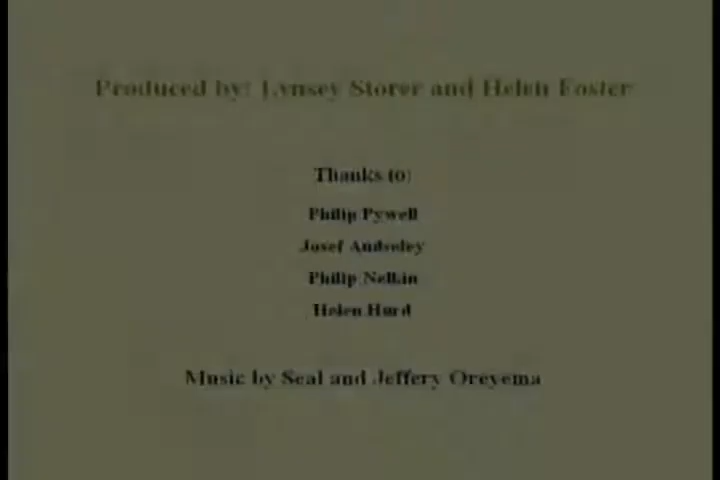 Produced by: Lynsey Storer and Helen Foster
Thanks to:
Philip Pywell
Josef Audseley
Philip Nelkin
Helen Hurd
Music by Seal and Jeffery Oreyema